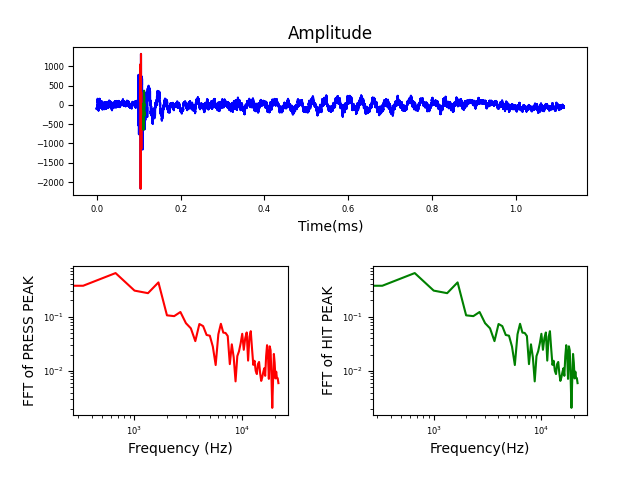 Amplitude
1000
500
0
−500
−1000
−1500
−2000
0.0 0.2 0.4 0.6 0.8 1.0
Time(ms)
FFT of PRESS PEAK
10⁻¹
10⁻²
10³ 10⁴
Frequency (Hz)
FFT of HIT PEAK
10⁻¹
10⁻²
10³ 10⁴
Frequency(Hz)